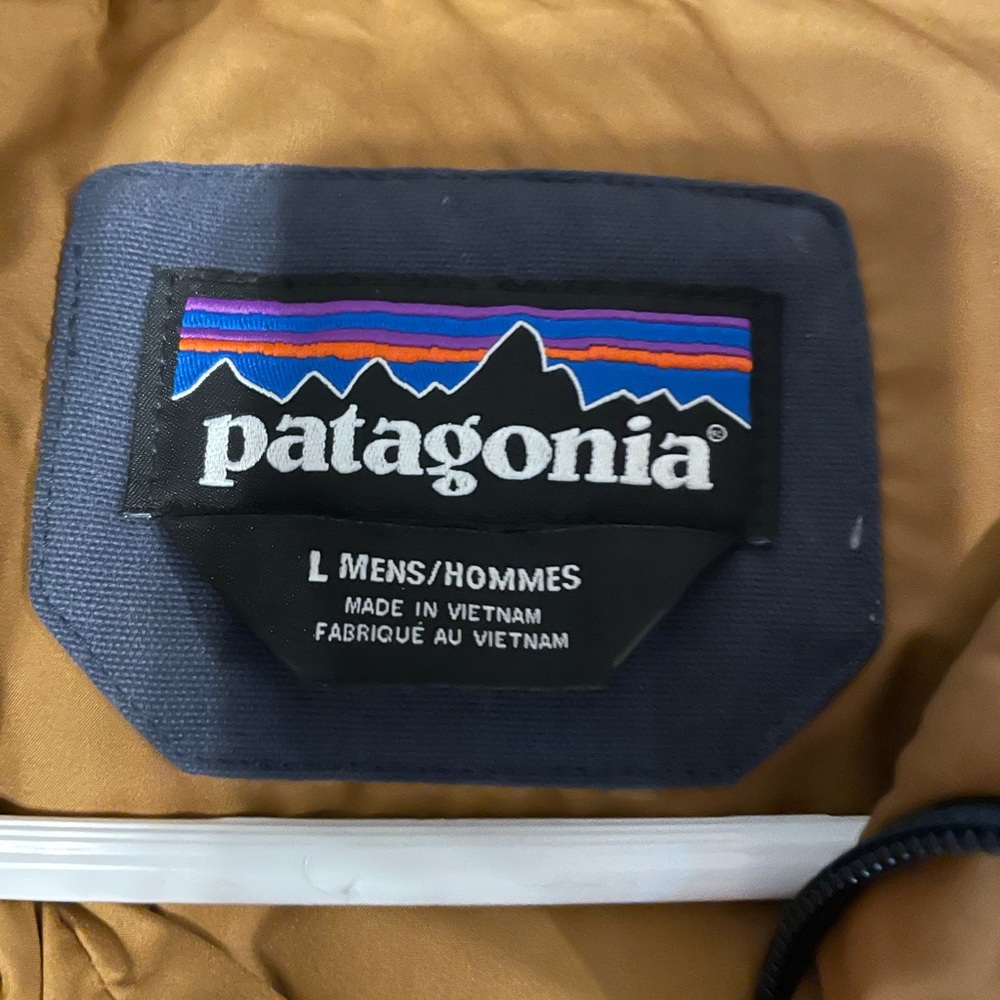 patagonia®
L MENS/HOMMES
MADE IN VIETNAM
FABRIQUÉ AU VIETNAM